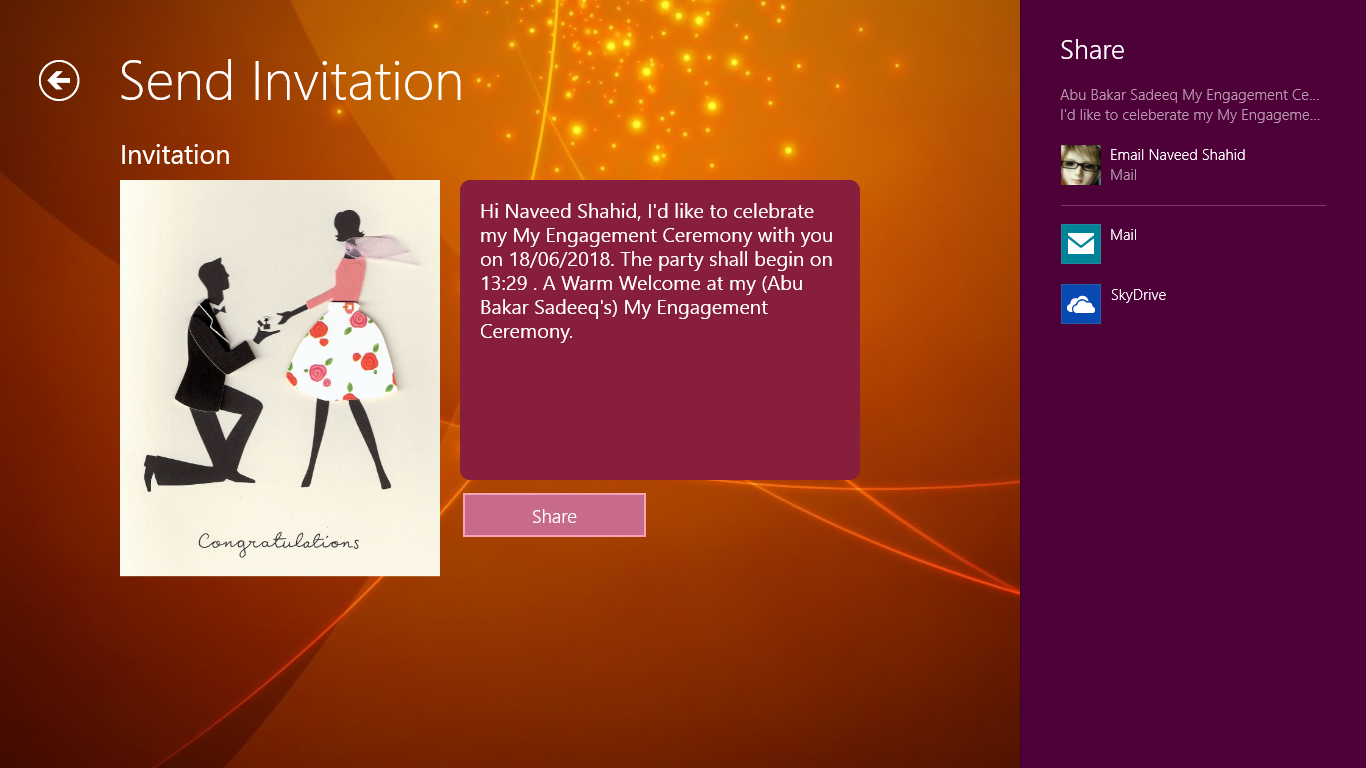 Send Invitation
Invitation
Hi Naveed Shahid, I'd like to celebrate
my My Engagement Ceremony with you
on 18/06/2018. The party shall begin on
13:29 . A Warm Welcome at my (Abu
Bakar Sadeeq's) My Engagement
Ceremony.
Share
Congratulations
Share
Abu Bakar Sadeeq My Engagement Ce...
I'd like to celeberate my My Engageme...
Email Naveed Shahid
Mail
Mail
SkyDrive